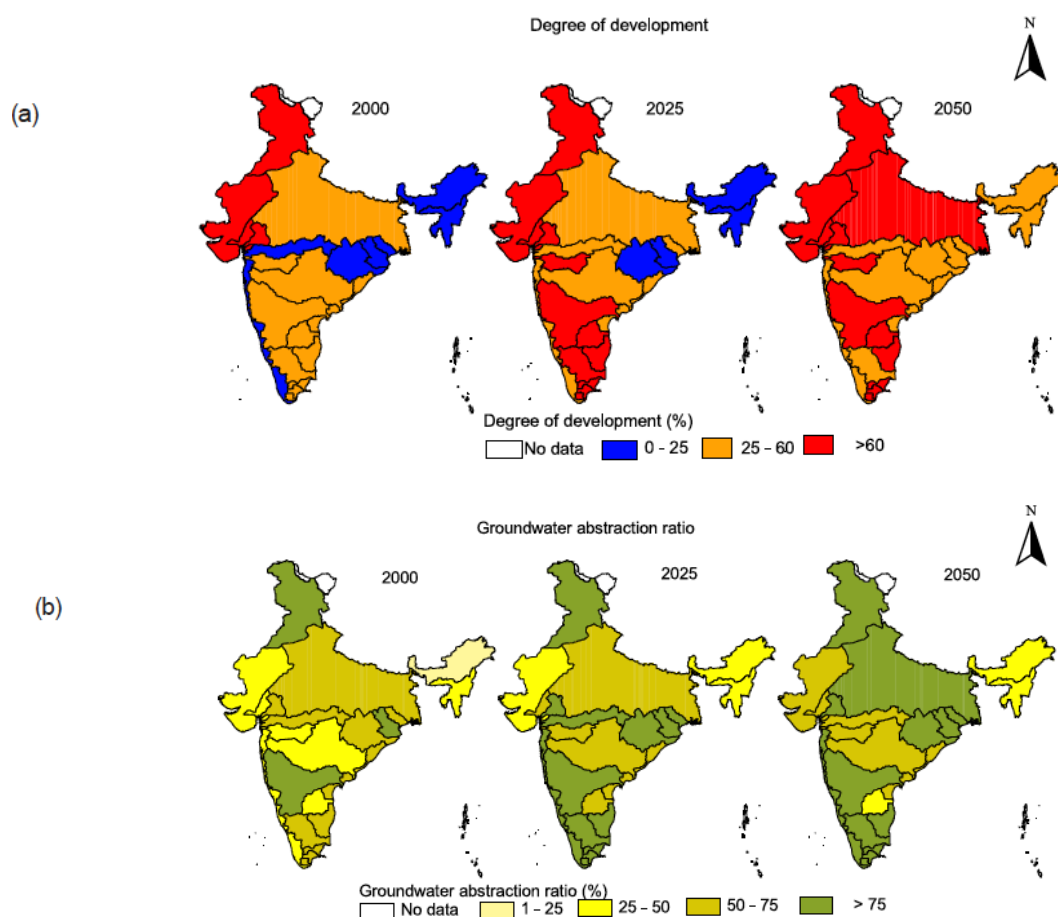 Degree of development
N
(a)
2000
2025
2050
Degree of development (%)
No data
0 – 25
25 – 60
>60
Groundwater abstraction ratio
N
(b)
2000
2025
2050
Groundwater abstraction ratio (%)
No data
1 – 25
25 – 50
50 – 75
> 75